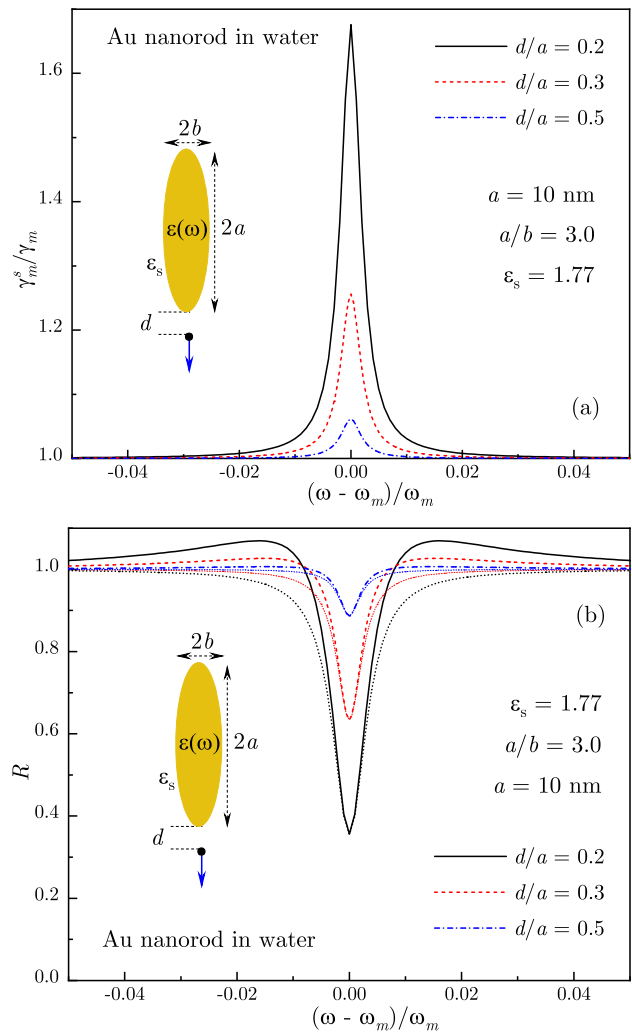 Au nanorod in water
d/a = 0.2
d/a = 0.3
d/a = 0.5
2b
ε(ω)
2a
ε_s
d
a = 10 nm
a/b = 3.0
ε_s = 1.77
(a)
γ_m^s/γ_m
1.6
1.4
1.2
1.0
-0.04
-0.02
0.00
0.02
0.04
(ω - ω_m)/ω_m
(b)
2b
ε(ω)
2a
ε_s
d
ε_s = 1.77
a/b = 3.0
a = 10 nm
d/a = 0.2
d/a = 0.3
d/a = 0.5
Au nanorod in water
R
1.0
0.8
0.6
0.4
0.2
0.0
-0.04
-0.02
0.00
0.02
0.04
(ω - ω_m)/ω_m